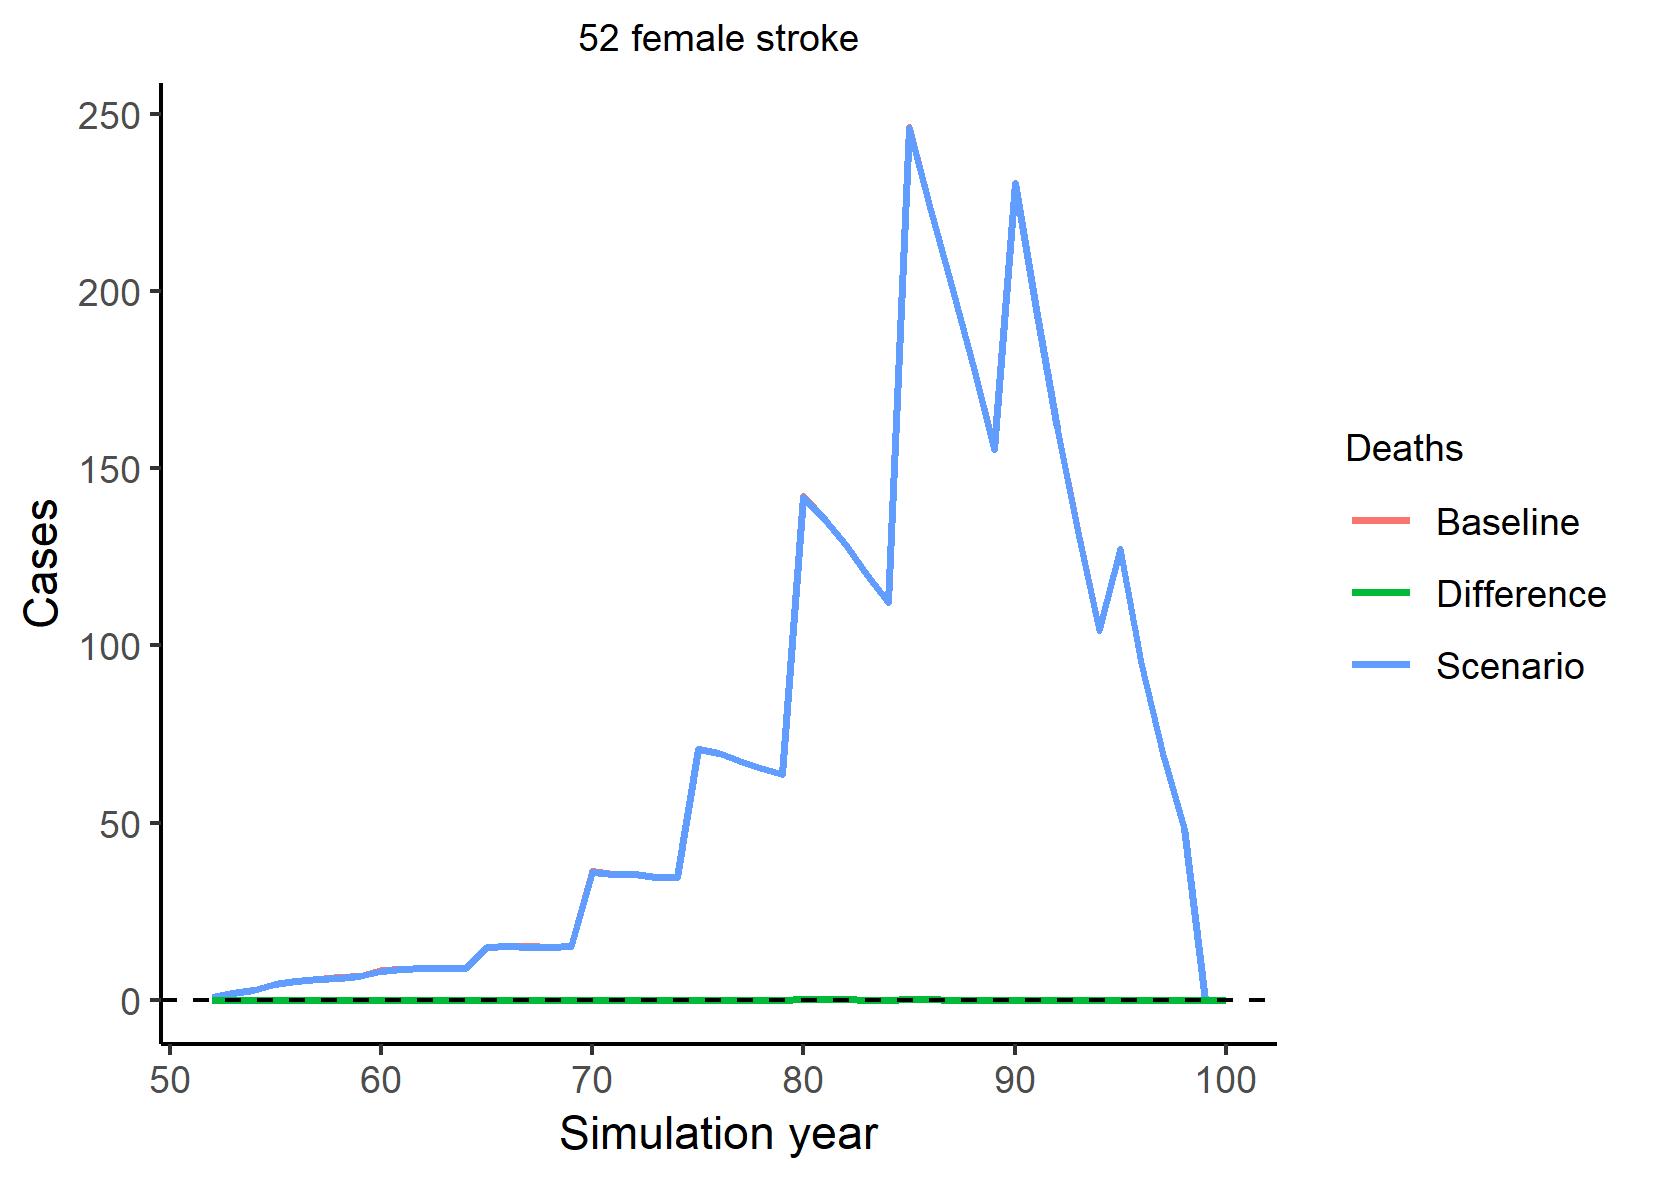 52 female stroke
250
200
150
100
50
0
Cases
50 60 70 80 90 100
Simulation year
Deaths
Baseline
Difference
Scenario